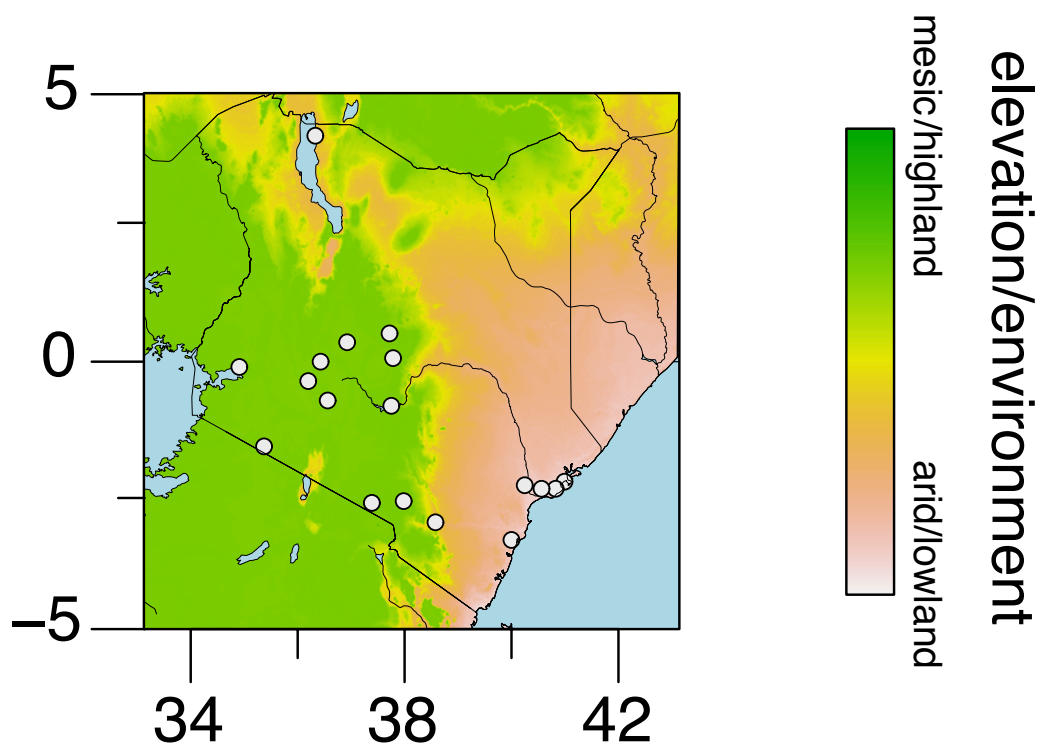 5
0
−5
34
38
42
mesic/highland
arid/lowland
elevation/environment